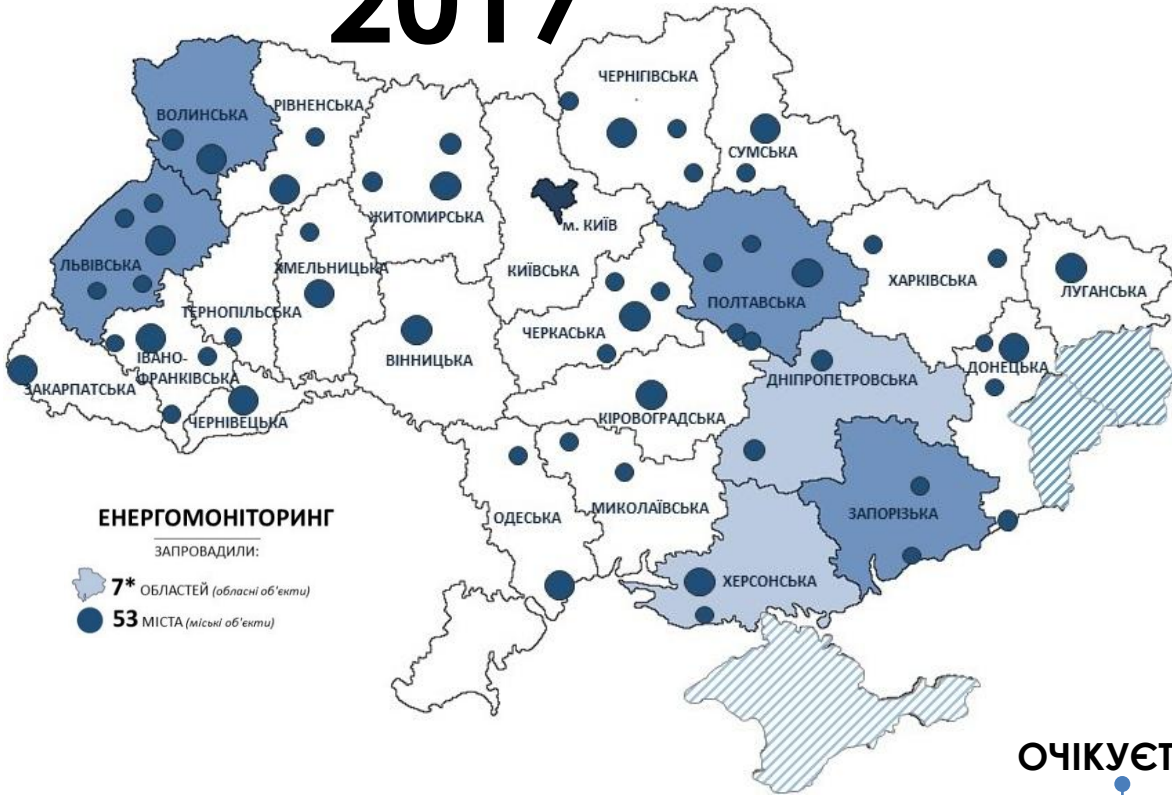 2017
ЧЕРНІГІВСЬКА
ВОЛИНСЬКА
РІВНЕНСЬКА
СУМСЬКА
ЖИТОМИРСЬКА
м. КИЇВ
КИЇВСЬКА
ЛЬВІВСЬКА
ХМЕЛЬНИЦЬКА
ТЕРНОПІЛЬСЬКА
ПОЛТАВСЬКА
ХАРКІВСЬКА
ЛУГАНСЬКА
ЧЕРКАСЬКА
ВІННИЦЬКА
ІВАНО-
ФРАНКІВСЬКА
ЗАКАРПАТСЬКА
ЧЕРНІВЕЦЬКА
ДОНЕЦЬКА
ДНІПРОПЕТРОВСЬКА
КІРОВОГРАДСЬКА
ОДЕСЬКА
МИКОЛАЇВСЬКА
ЗАПОРІЗЬКА
ХЕРСОНСЬКА
ЕНЕРГОМОНІТОРИНГ
ЗАПРОВАДИЛИ:
7* ОБЛАСТЕЙ (обласні об'єкти)
53 МІСТА (міські об'єкти)
ОЧІКУЄТ